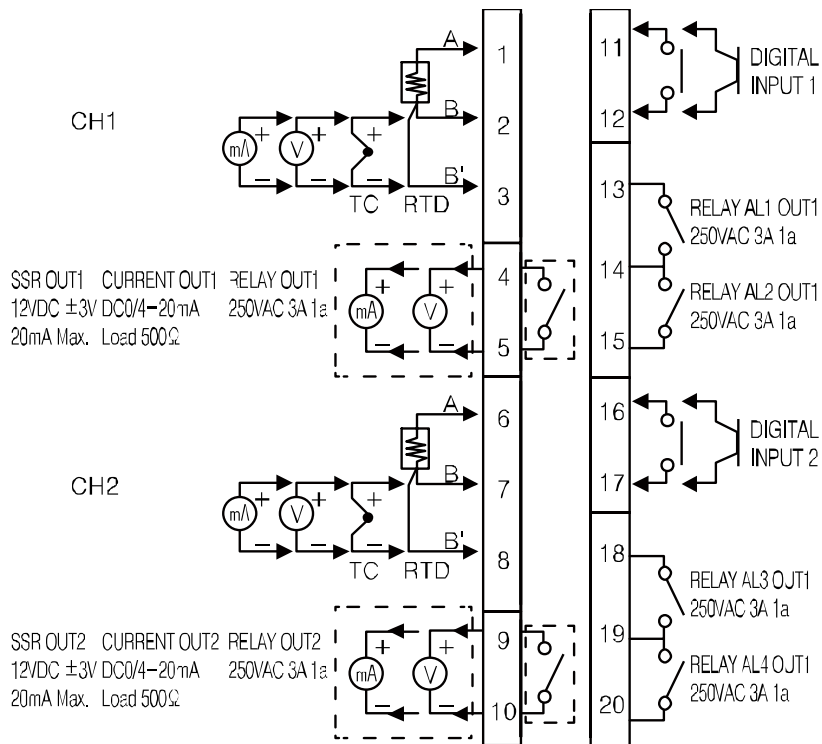 CH1
A
B
B'
mA
+
−
V
+
−
+
−
TC RTD
1
2
3
SSR OUT1 CURRENT OUT1 RELAY OUT1
12VDC ±3V DC0/4−20mA 250VAC 3A 1a
20mA Max. Load 500Ω
mA
+
−
V
+
−
4
5
CH2
A
B
B'
mA
+
−
V
+
−
+
−
TC RTD
6
7
8
SSR OUT2 CURRENT OUT2 RELAY OUT2
12VDC ±3V DC0/4−20mA 250VAC 3A 1a
20mA Max. Load 500Ω
mA
+
−
V
+
−
9
10
11
12
DIGITAL
INPUT 1
13
14
15
RELAY AL1 OUT1
250VAC 3A 1a
RELAY AL2 OUT1
250VAC 3A 1a
16
17
DIGITAL
INPUT 2
18
19
20
RELAY AL3 OJT1
250VAC 3A 1a
RELAY AL4 OJT1
250VAC 3A 1a